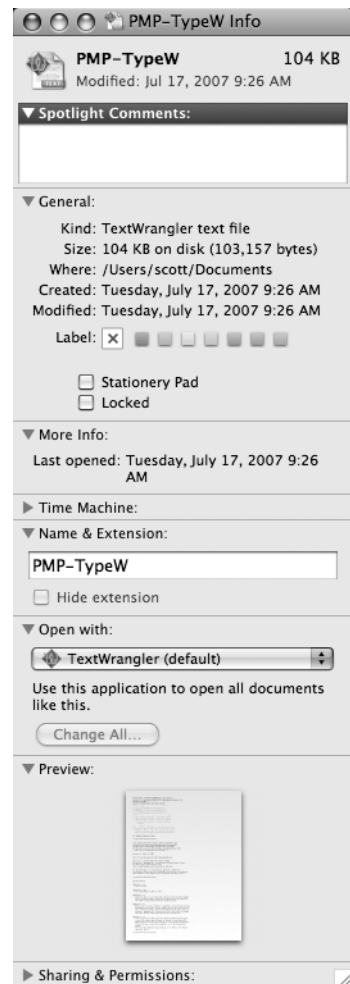 PMP-TypeW Info
PMP-TypeW 104 KB
Modified: Jul 17, 2007 9:26 AM
Spotlight Comments:
General:
Kind: TextWrangler text file
Size: 104 KB on disk (103,157 bytes)
Where: /Users/scott/Documents
Created: Tuesday, July 17, 2007 9:26 AM
Modified: Tuesday, July 17, 2007 9:26 AM
Label:
Stationery Pad
Locked
More Info:
Last opened: Tuesday, July 17, 2007 9:26
AM
Time Machine:
Name & Extension:
PMP-TypeW
Hide extension
Open with:
TextWrangler (default)
Use this application to open all documents
like this.
Change All...
Preview:
Sharing & Permissions: